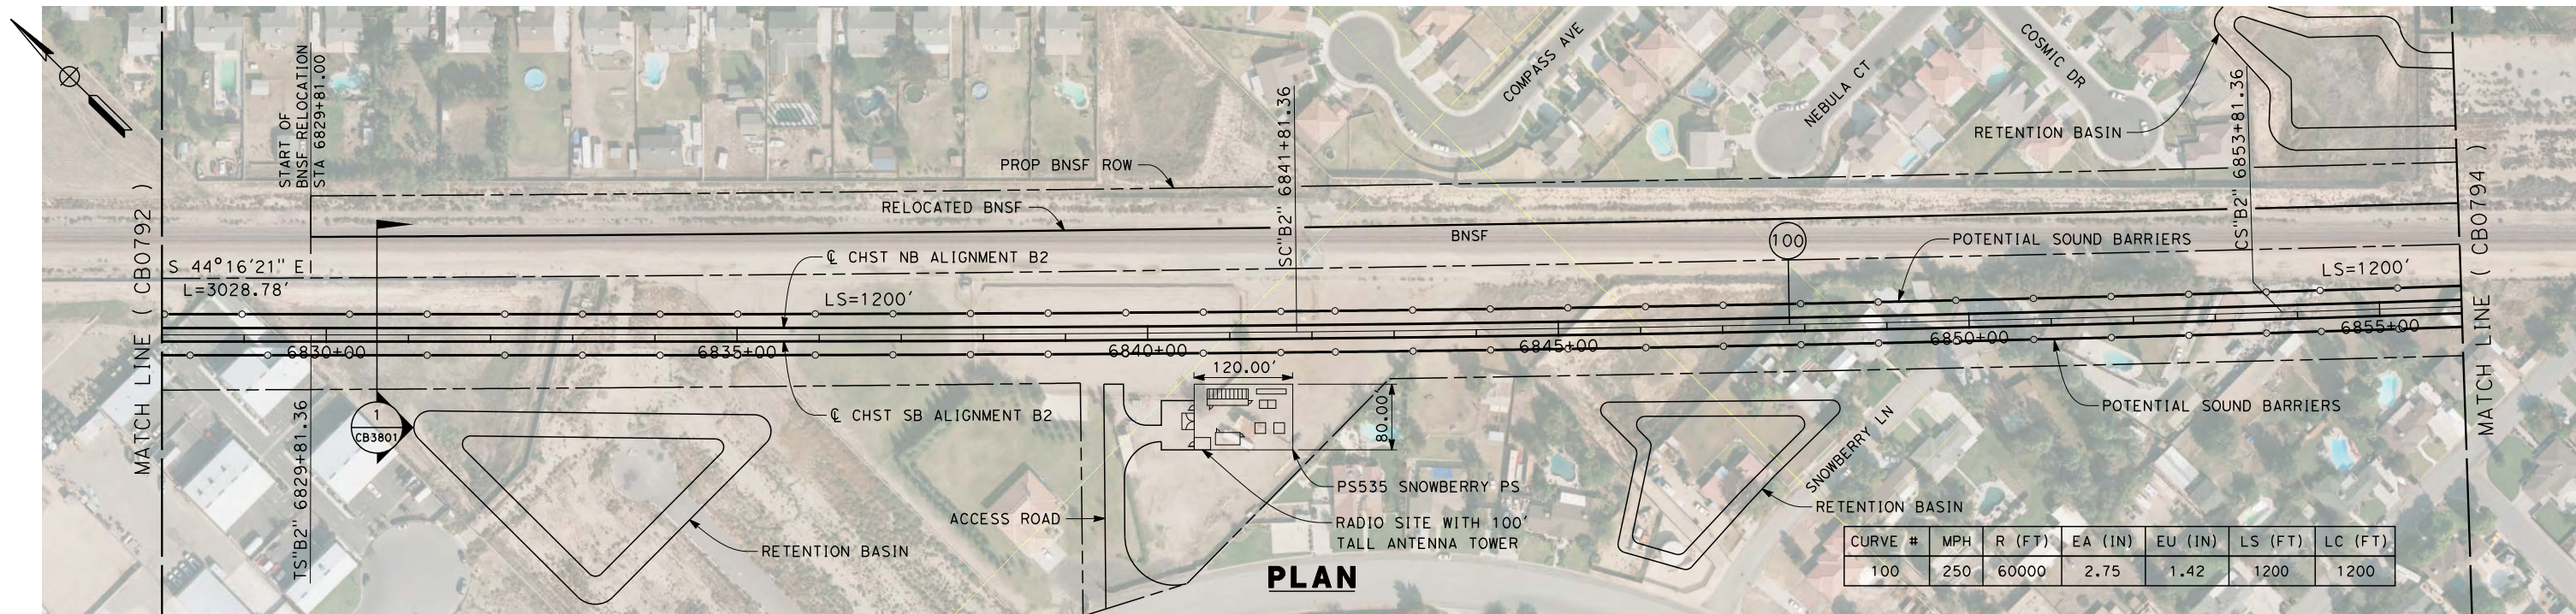 MATCH LINE ( CB0792 )
START OF
BNSF RELOCATION
STA 6829+81.00
S 44°16'21" E
L=3028.78'
TS"B2" 6829+81.36
1
CB3801
PROP BNSF ROW
RELOCATED BNSF
℄ CHST NB ALIGNMENT B2
LS=1200'
6830+00
6835+00
6840+00
6845+00
6850+00
6855+00
℄ CHST SB ALIGNMENT B2
RETENTION BASIN
ACCESS ROAD
120.00'
80.00'
PS535 SNOWBERRY PS
RADIO SITE WITH 100'
TALL ANTENNA TOWER
SC"B2" 6841+81.36
COMPASS AVE
NEBULA CT
COSMIC DR
RETENTION BASIN
BNSF
100
POTENTIAL SOUND BARRIERS
CS"B2" 6853+81.36
LS=1200'
POTENTIAL SOUND BARRIERS
SNOWBERRY LN
RETENTION BASIN
MATCH LINE ( CB0794 )
CURVE # MPH R (FT) EA (IN) EU (IN) LS (FT) LC (FT)
100 250 60000 2.75 1.42 1200 1200
PLAN